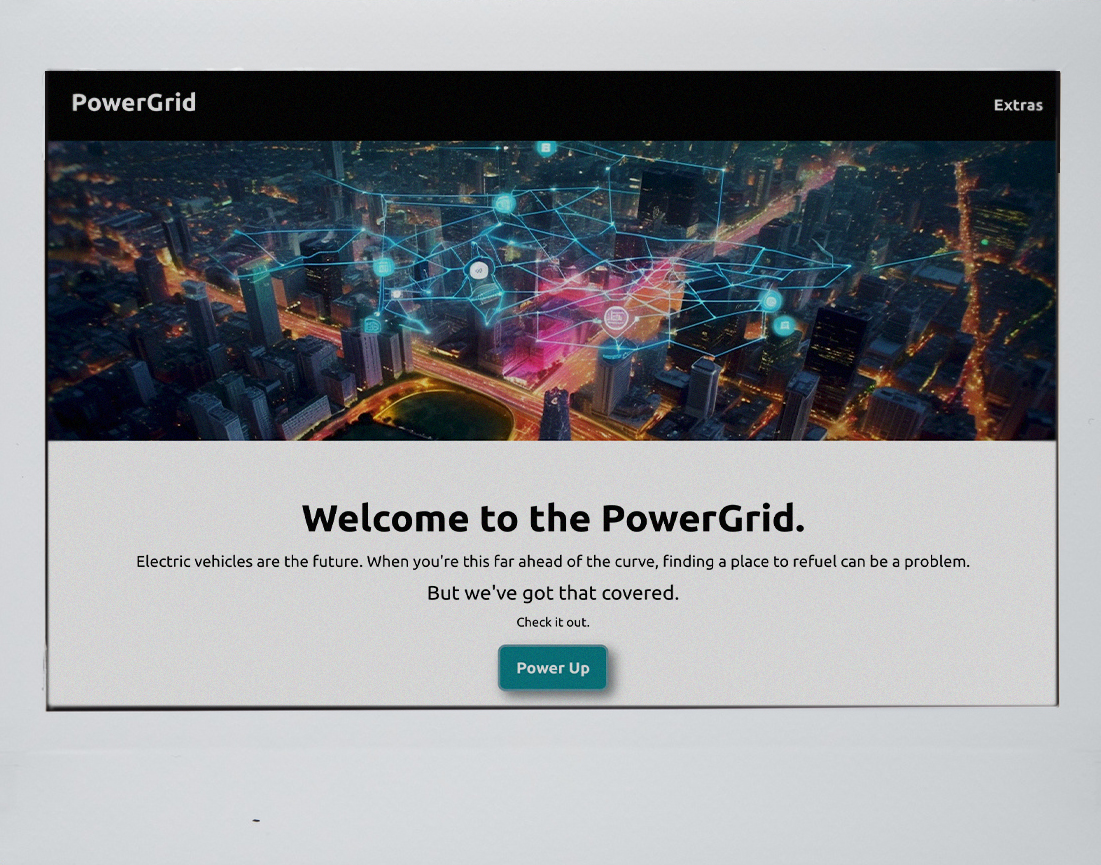 PowerGrid
Extras
Welcome to the PowerGrid.
Electric vehicles are the future. When you're this far ahead of the curve, finding a place to refuel can be a problem.
But we've got that covered.
Check it out.
Power Up